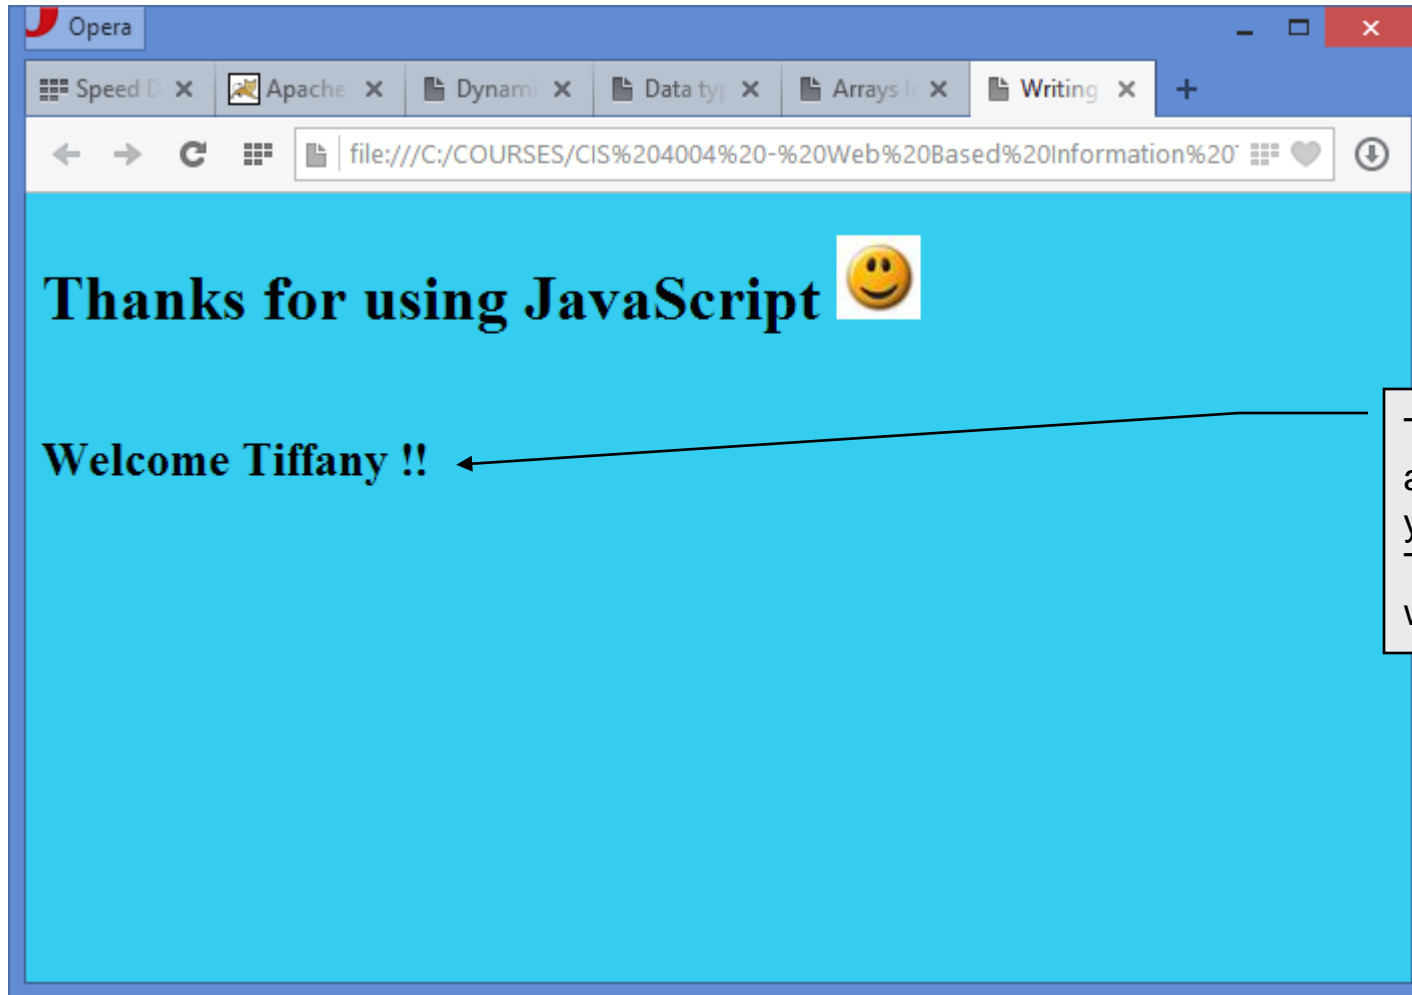 Opera
Speed D
Apache
Dynami
Data typ
Arrays I
Writing
file:///C:/COURSES/CIS%204004%20-%20Web%20Based%20Information%20
Thanks for using JavaScript
Welcome Tiffany !!